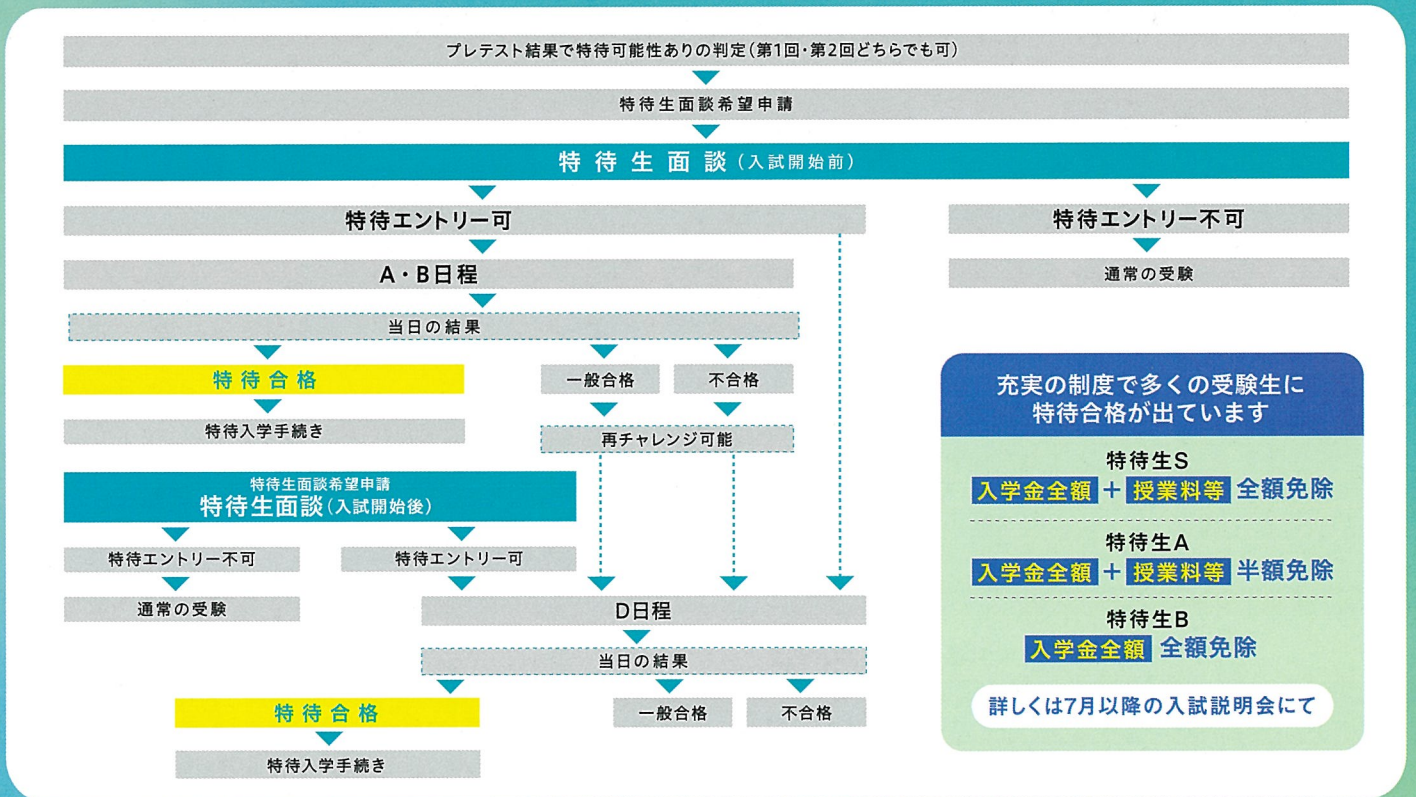 プレテスト結果で特待可能性ありの判定(第1回・第2回どちらでも可)
特待生面談希望申請
特待生面談(入試開始前)
特待エントリー可
特待エントリー不可
A・B日程
通常の受験
当日の結果
特待合格
一般合格
不合格
特待入学手続き
再チャレンジ可能
特待生面談希望申請
特待生面談(入試開始後)
特待エントリー不可
特待エントリー可
通常の受験
D日程
当日の結果
特待合格
一般合格
不合格
特待入学手続き
充実の制度で多くの受験生に
特待合格が出ています
特待生S
入学金全額+授業料等 全額免除
特待生A
入学金全額+授業料等 半額免除
特待生B
入学金全額 全額免除
詳しくは7月以降の入試説明会にて